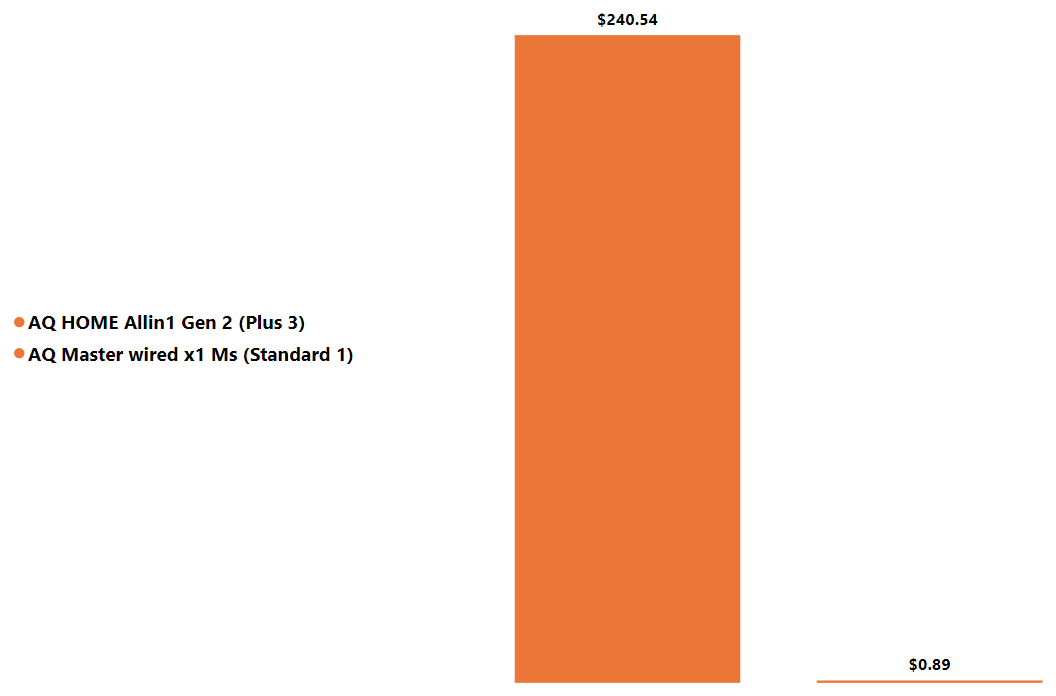 $240.54
AQ HOME Allin1 Gen 2 (Plus 3)
AQ Master wired x1 Ms (Standard 1)
$0.89